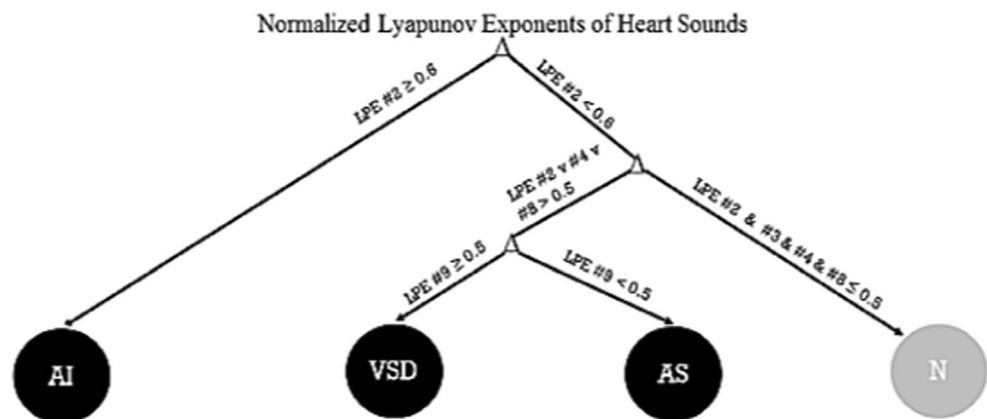 Normalized Lyapunov Exponents of Heart Sounds
LPE #2 ≥ 0.6
LPE #2 < 0.6
LPE #2 v #4 v
#8 > 0.5
LPE #2 & #3 & #4 & #8 ≤ 0.5
LPE #9 ≥ 0.5
LPE #9 < 0.5
AI
VSD
AS
N